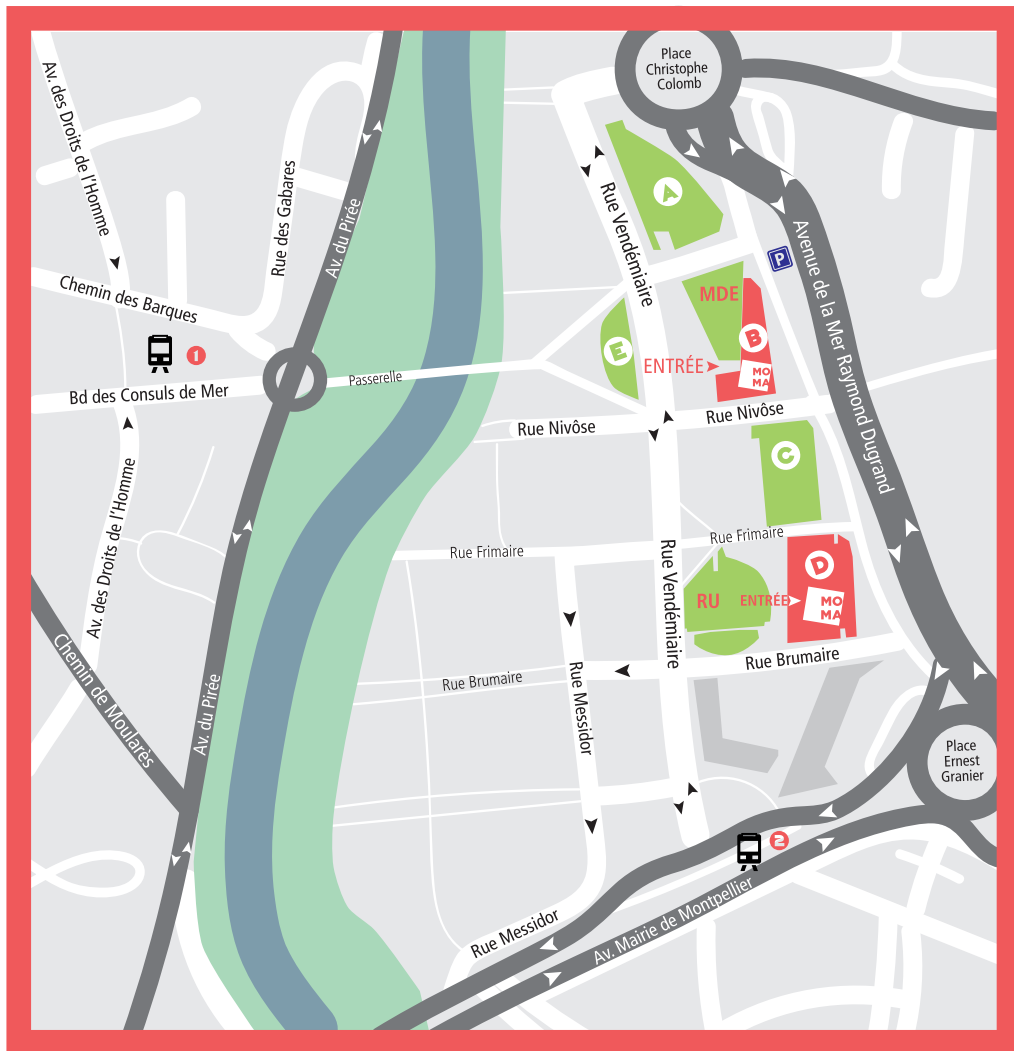 Place
Christophe
Colomb
Av. des Droits de l'Homme
Rue des Gabares
Av. du Pirée
Rue Vendémiaire
A
P
Avenue de la Mer Raymond Dugrand
Chemin des Barques
MDE
B
E
ENTRÉE
MO
MA
1
Passerelle
Bd des Consuls de Mer
Rue Nivôse
Rue Nivôse
C
Av. des Droits de l'Homme
Rue Frimaire
Rue Frimaire
Rue Vendémiaire
D
RU
ENTRÉE
MO
MA
Chemin de Moularès
Av. du Pirée
Rue Brumaire
Rue Brumaire
Rue Messidor
Place
Ernest
Granier
2
Rue Messidor
Av. Mairie de Montpellier